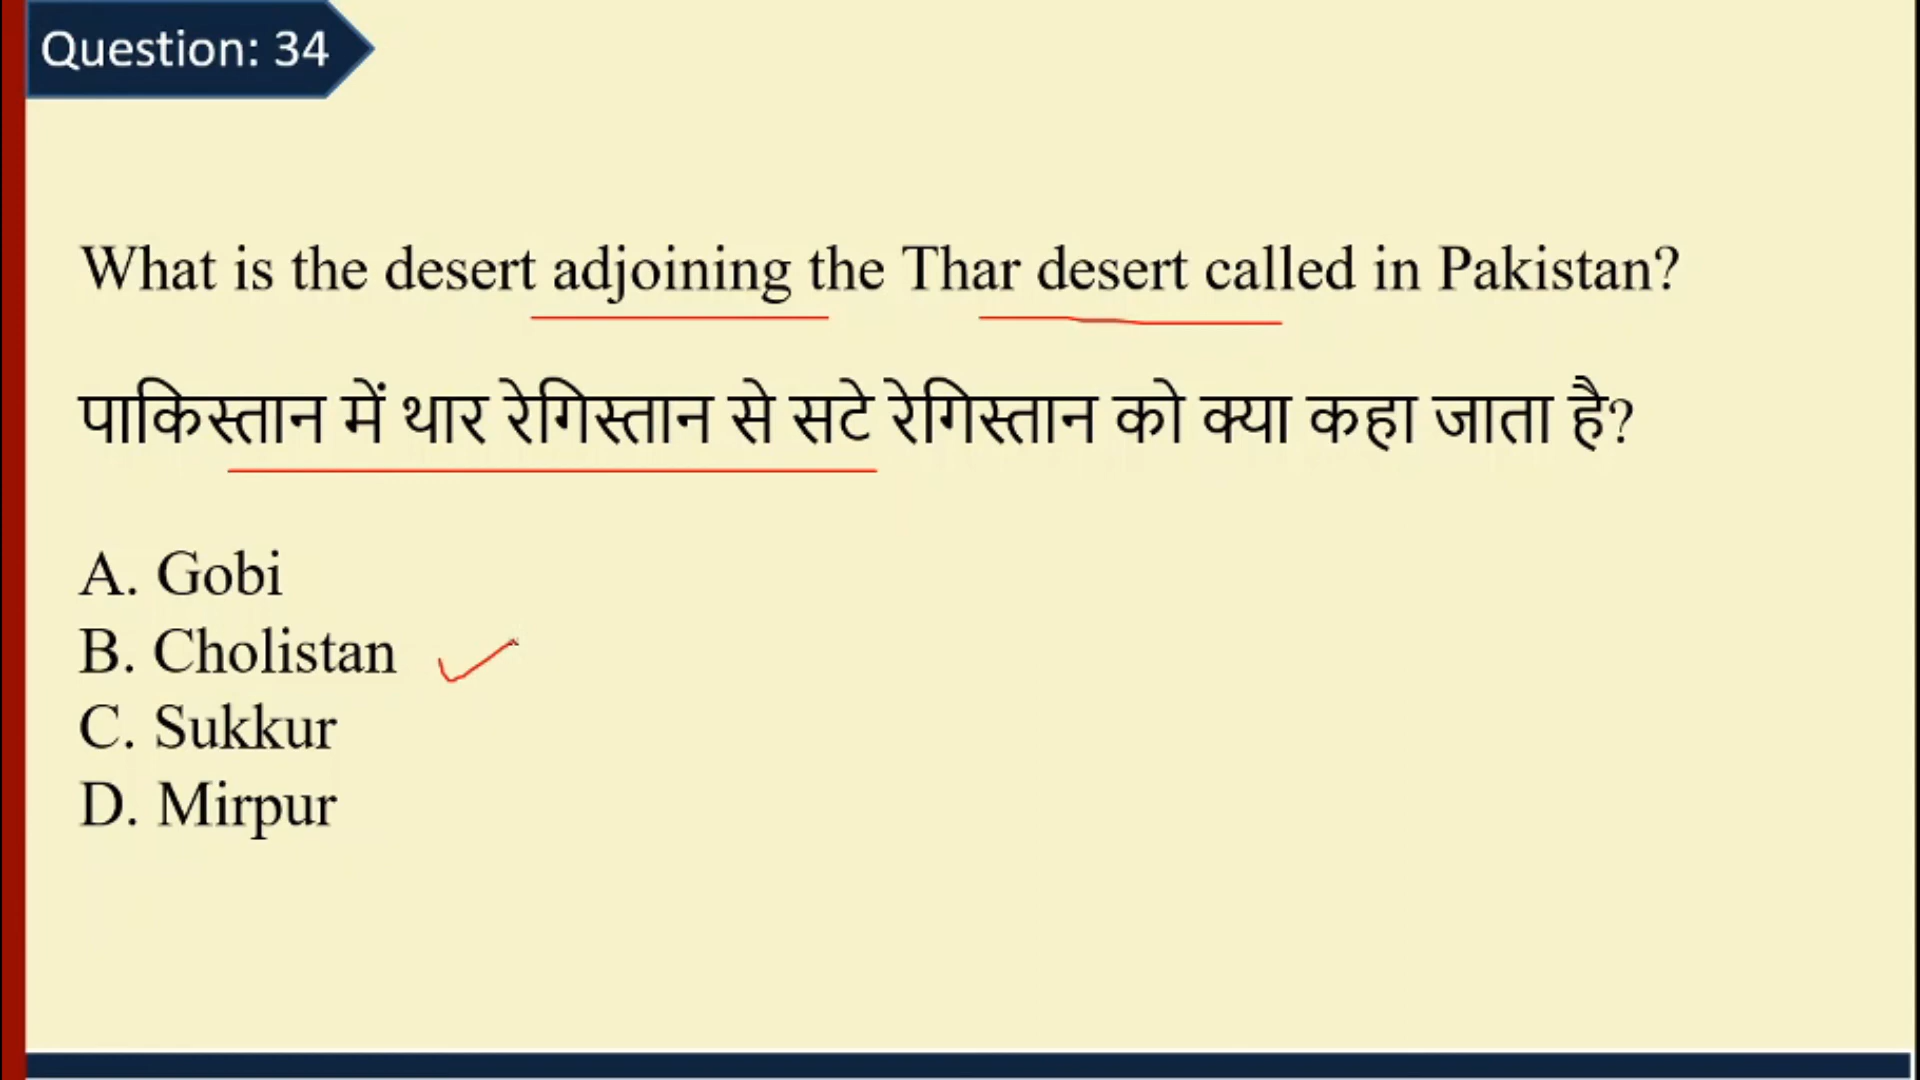 Question: 34
What is the desert adjoining the Thar desert called in Pakistan?
पाकिस्तान में थार रेगिस्तान से सटे रेगिस्तान को क्या कहा जाता है?
A. Gobi
B. Cholistan
C. Sukkur
D. Mirpur